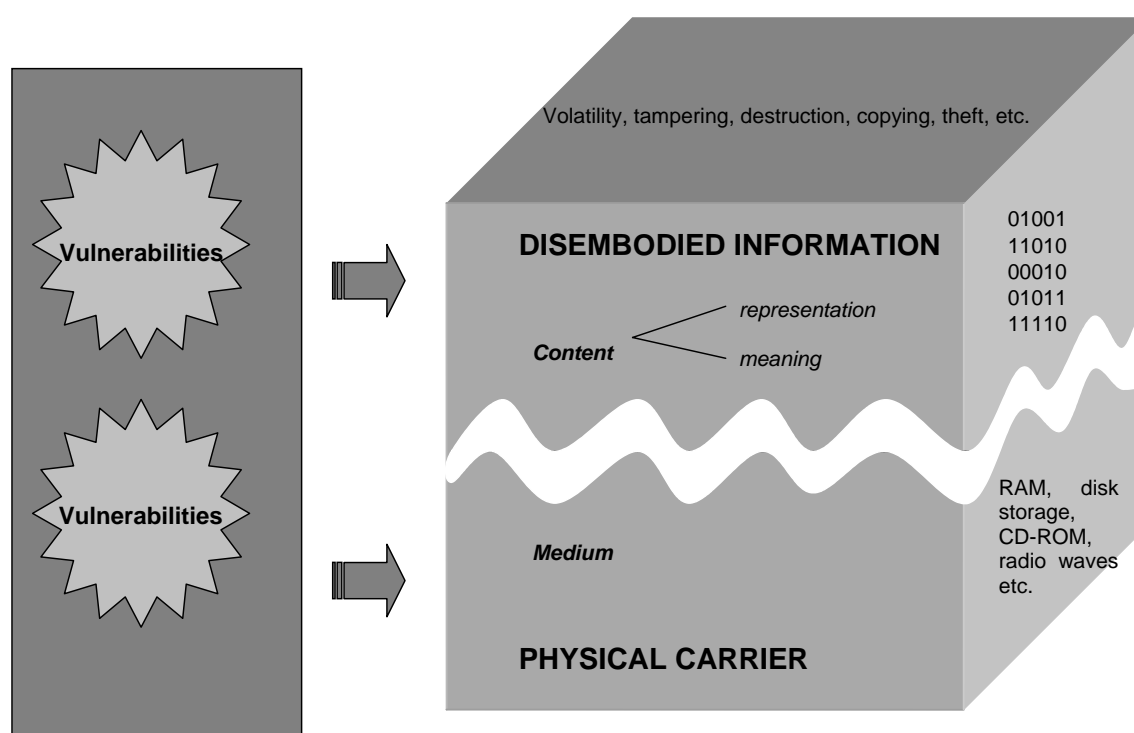 Volatility, tampering, destruction, copying, theft, etc.
Vulnerabilities
DISEMBODIED INFORMATION
representation
Content
meaning
01001
11010
00010
01011
11110
Vulnerabilities
Medium
RAM, disk
storage,
CD-ROM,
radio waves
etc.
PHYSICAL CARRIER